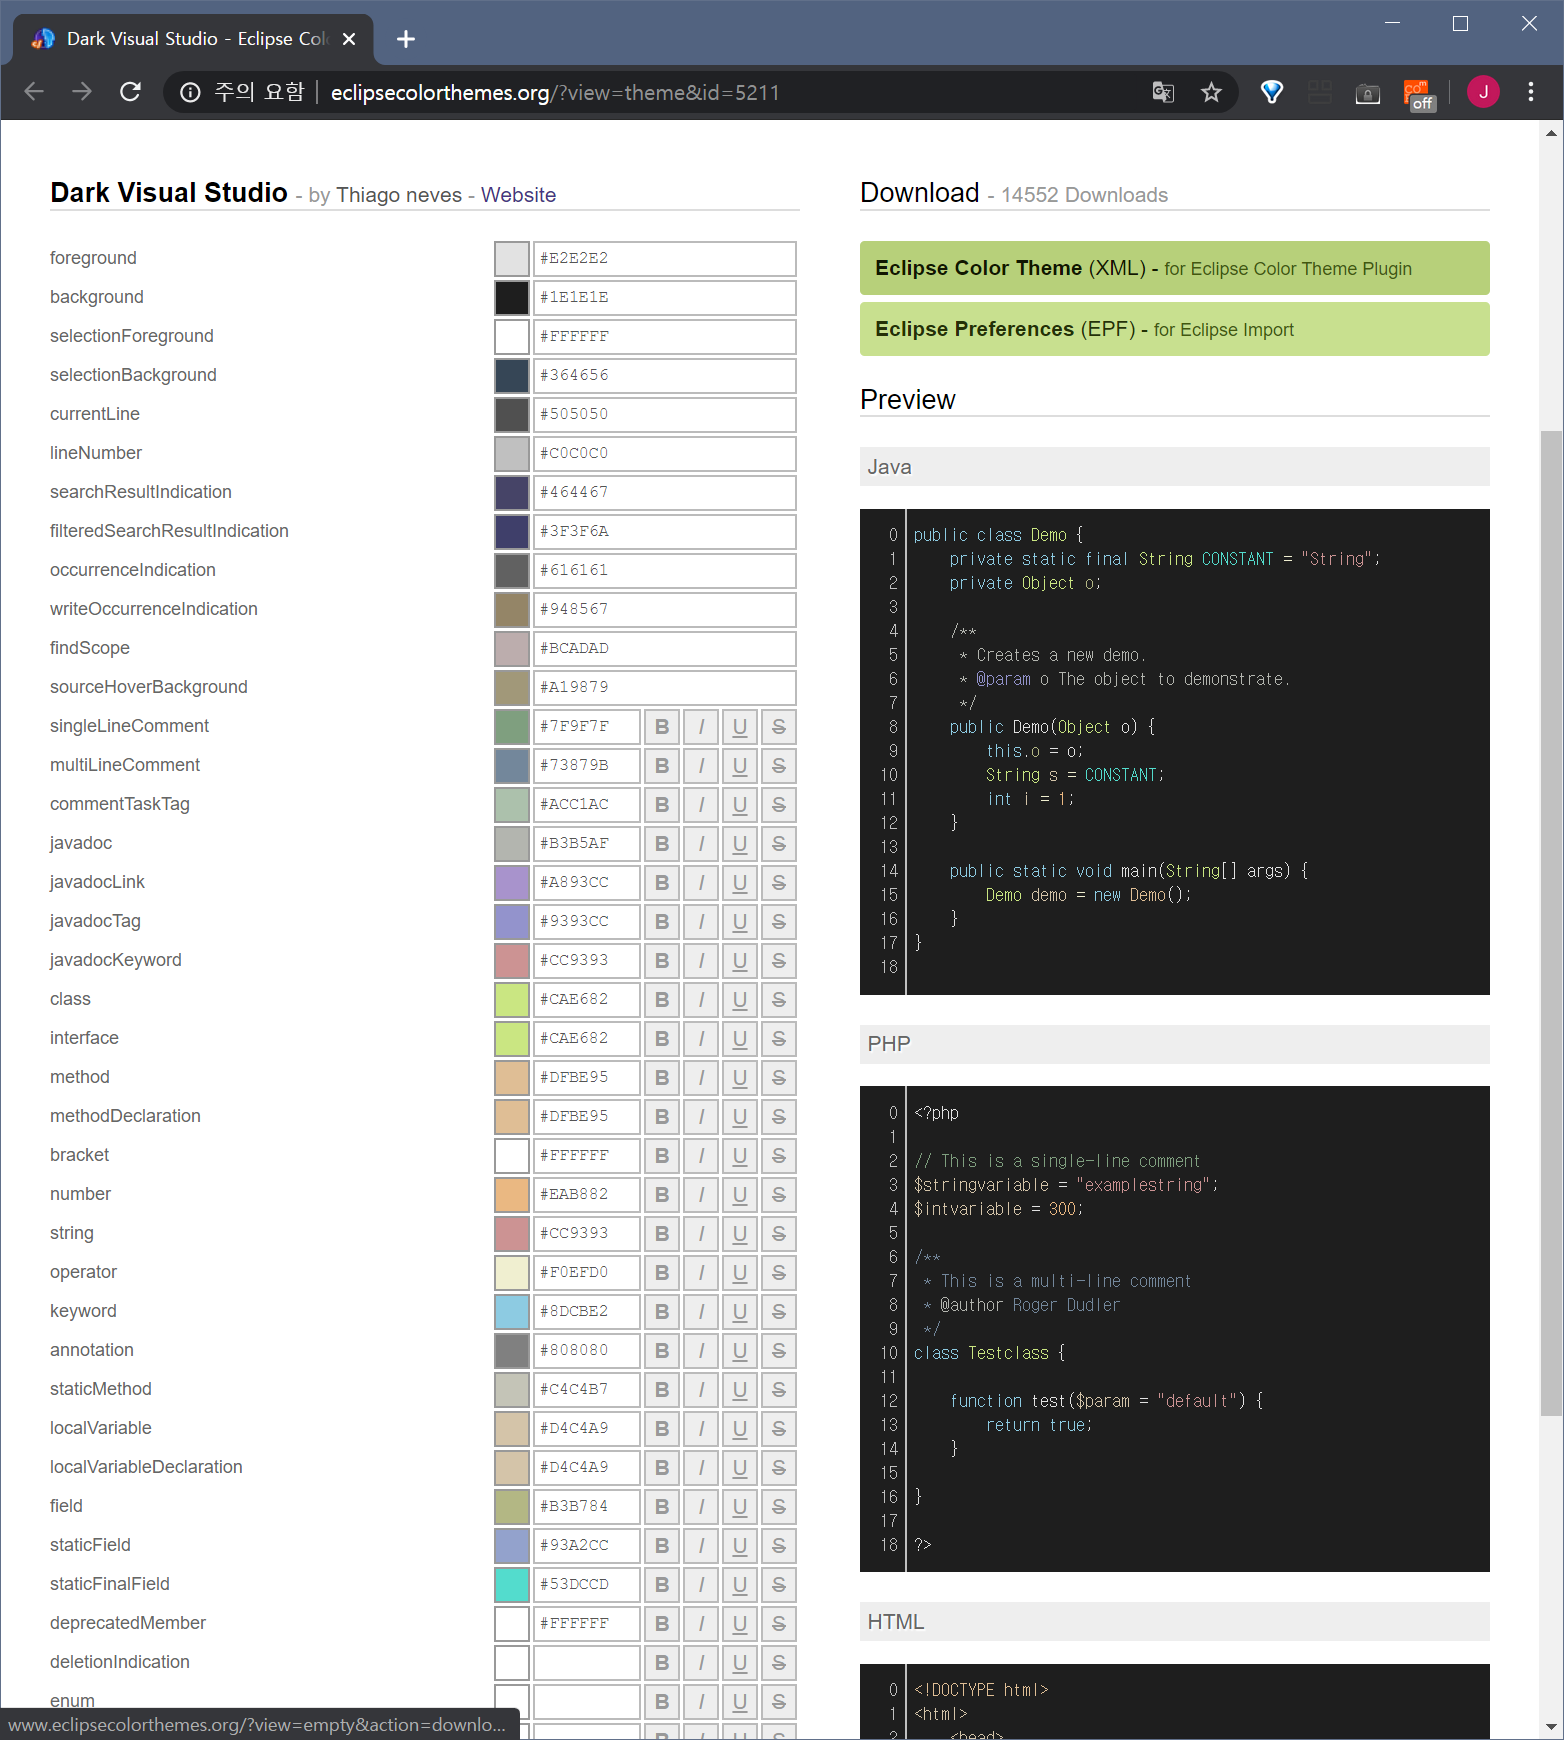 Dark Visual Studio - Eclipse Col
주의 요함 eclipsecolorthemes.org/?view=theme&id=5211
off
J
Dark Visual Studio - by Thiago neves - Website
foreground #E2E2E2
background #1E1E1E
selectionForeground #FFFFFF
selectionBackground #364656
currentLine #505050
lineNumber #C0C0C0
searchResultIndication #464467
filteredSearchResultIndication #3F3F6A
occurrenceIndication #616161
writeOccurrenceIndication #948567
findScope #BCADAD
sourceHoverBackground #A19879
singleLineComment #7F9F7F B I U S
multiLineComment #73879B B I U S
commentTaskTag #ACC1AC B I U S
javadoc #B3B5AF B I U S
javadocLink #A893CC B I U S
javadocTag #9393CC B I U S
javadocKeyword #CC9393 B I U S
class #CAE682 B I U S
interface #CAE682 B I U S
method #DFBE95 B I U S
methodDeclaration #DFBE95 B I U S
bracket #FFFFFF B I U S
number #EAB882 B I U S
string #CC9393 B I U S
operator #F0EFD0 B I U S
keyword #8DCBE2 B I U S
annotation #808080 B I U S
staticMethod #C4C4B7 B I U S
localVariable #D4C4A9 B I U S
localVariableDeclaration #D4C4A9 B I U S
field #B3B784 B I U S
staticField #93A2CC B I U S
staticFinalField #53DCCD B I U S
deprecatedMember #FFFFFF B I U S
deletionIndication B I U S
enum B I U S
B I U S
www.eclipsecolorthemes.org/?view=empty&action=downlo...
Download - 14552 Downloads
Eclipse Color Theme (XML) - for Eclipse Color Theme Plugin
Eclipse Preferences (EPF) - for Eclipse Import
Preview
Java
0 public class Demo {
1     private static final String CONSTANT = "String";
2     private Object o;
3
4     /**
5      * Creates a new demo.
6      * @param o The object to demonstrate.
7      */
8     public Demo(Object o) {
9         this.o = o;
10         String s = CONSTANT;
11         int i = 1;
12     }
13
14     public static void main(String[] args) {
15         Demo demo = new Demo();
16     }
17 }
18
PHP
0 <?php
1
2 // This is a single-line comment
3 $stringvariable = "examplestring";
4 $intvariable = 300;
5
6 /**
7  * This is a multi-line comment
8  * @author Roger Dudler
9  */
10 class Testclass {
11
12     function test($param = "default") {
13         return true;
14     }
15
16 }
17
18 ?>
HTML
0 <!DOCTYPE html>
1 <html>
2     <head>